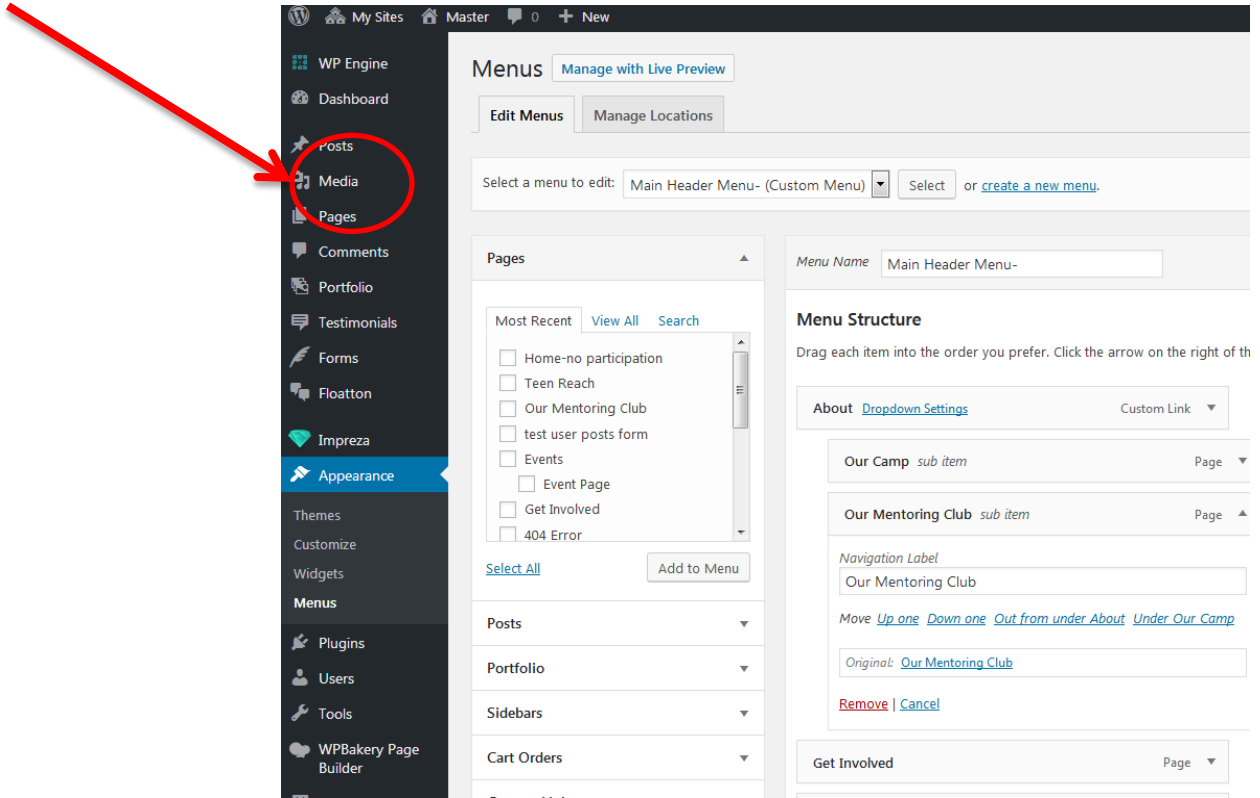 My Sites Master 0 + New
WP Engine
Dashboard
Posts
Media
Pages
Comments
Portfolio
Testimonials
Forms
Floatton
Impreza
Appearance
Themes
Customize
Widgets
Menus
Plugins
Users
Tools
WPBakery Page
Builder
Menus Manage with Live Preview
Edit Menus Manage Locations
Select a menu to edit: Main Header Menu- (Custom Menu) Select or create a new menu.
Pages
Most Recent View All Search
Home-no participation
Teen Reach
Our Mentoring Club
test user posts form
Events
Event Page
Get Involved
404 Error
Select All Add to Menu
Posts
Portfolio
Sidebars
Cart Orders
Menu Name Main Header Menu-
Menu Structure
Drag each item into the order you prefer. Click the arrow on the right of th
About Dropdown Settings Custom Link
Our Camp sub item Page
Our Mentoring Club sub item Page
Navigation Label
Our Mentoring Club
Move Up one Down one Out from under About Under Our Camp
Original: Our Mentoring Club
Remove | Cancel
Get Involved Page